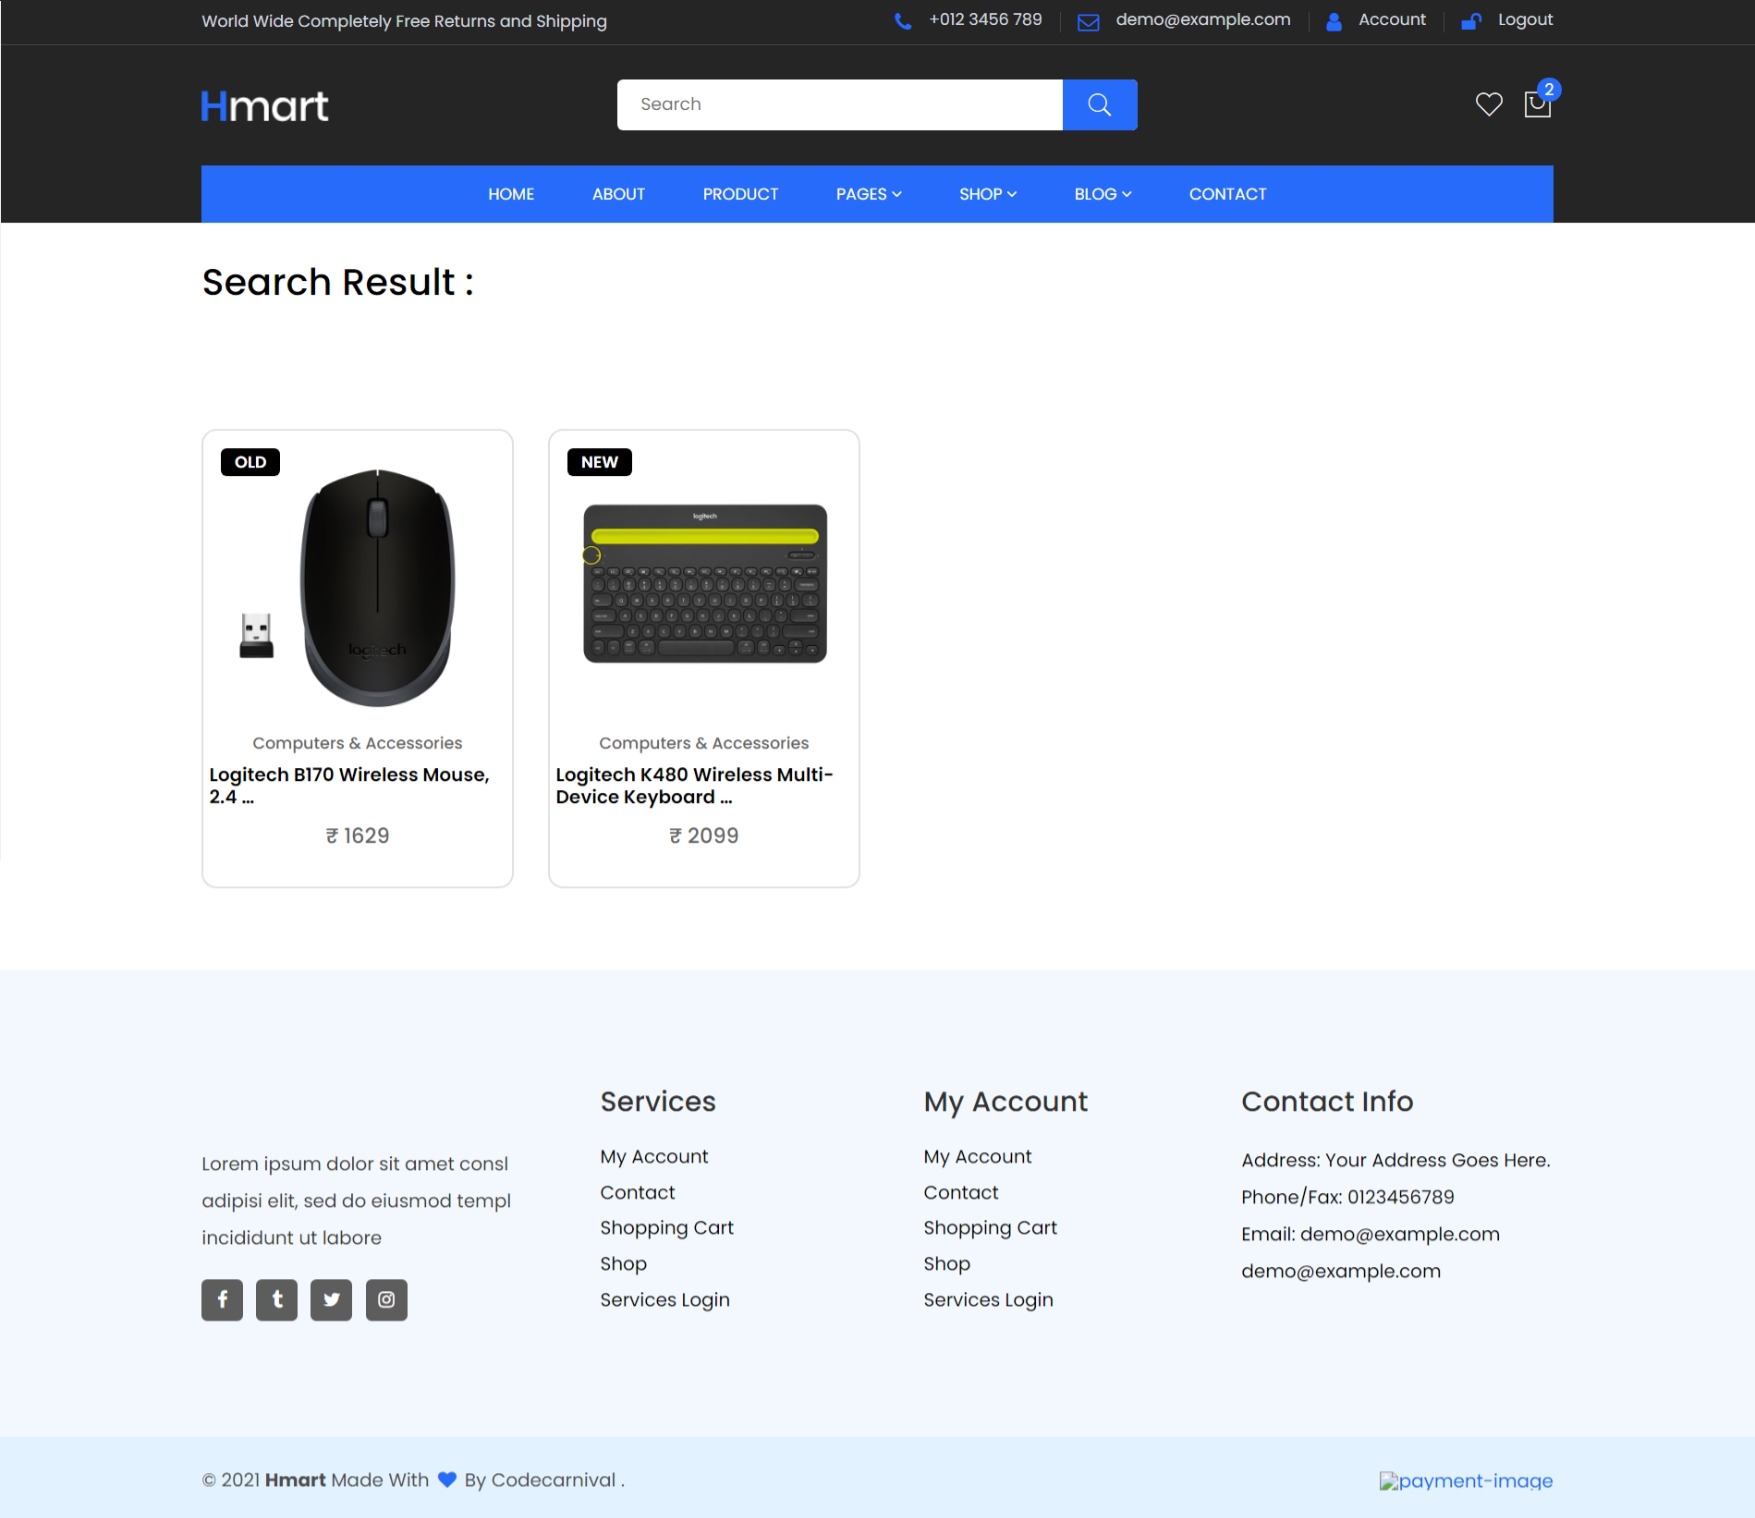 World Wide Completely Free Returns and Shipping
+012 3456 789
demo@example.com
Account
Logout
Hmart
Search
2
HOME
ABOUT
PRODUCT
PAGES
SHOP
BLOG
CONTACT
Search Result :
OLD
logitech
Computers & Accessories
Logitech B170 Wireless Mouse,
2.4 ...
₹ 1629
NEW
logitech
Computers & Accessories
Logitech K480 Wireless Multi-
Device Keyboard ...
₹ 2099
Lorem ipsum dolor sit amet consl
adipisi elit, sed do eiusmod templ
incididunt ut labore
Services
My Account
Contact
Shopping Cart
Shop
Services Login
My Account
My Account
Contact
Shopping Cart
Shop
Services Login
Contact Info
Address: Your Address Goes Here.
Phone/Fax: 0123456789
Email: demo@example.com
demo@example.com
© 2021 Hmart Made With By Codecarnival .
payment-image